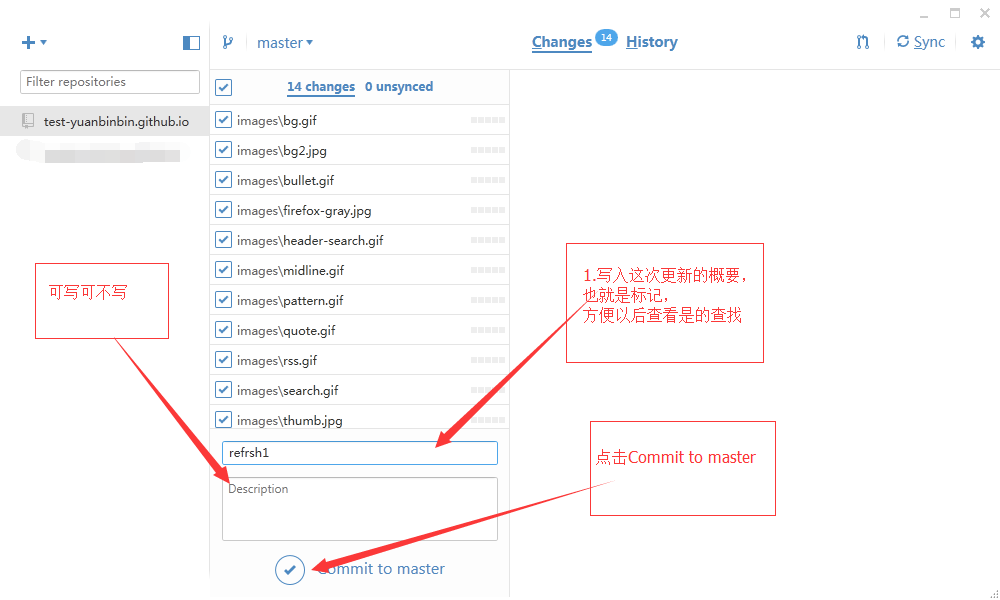 master
Changes 14 History
Sync
Filter repositories
test-yuanbinbin.github.io
14 changes 0 unsynced
images\bg.gif
images\bg2.jpg
images\bullet.gif
images\firefox-gray.jpg
images\header-search.gif
images\midline.gif
images\pattern.gif
images\quote.gif
images\rss.gif
images\search.gif
images\thumb.jpg
refrsh1
Description
Commit to master
可写可不写
1.写入这次更新的概要，
也就是标记，
方便以后查看是的查找
点击Commit to master